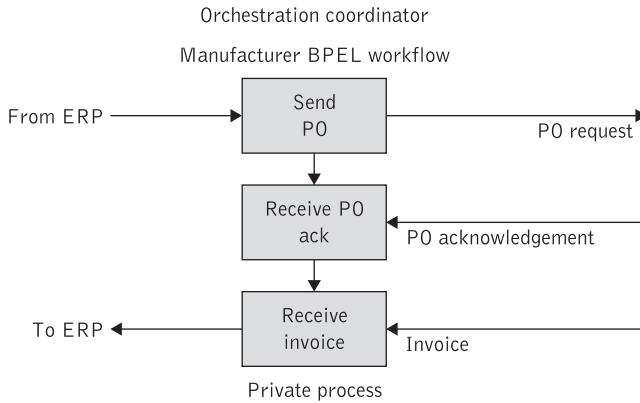 Orchestration coordinator
Manufacturer BPEL workflow
Send
PO
From ERP
PO request
Receive PO
ack
PO acknowledgement
Receive
invoice
To ERP
Invoice
Private process